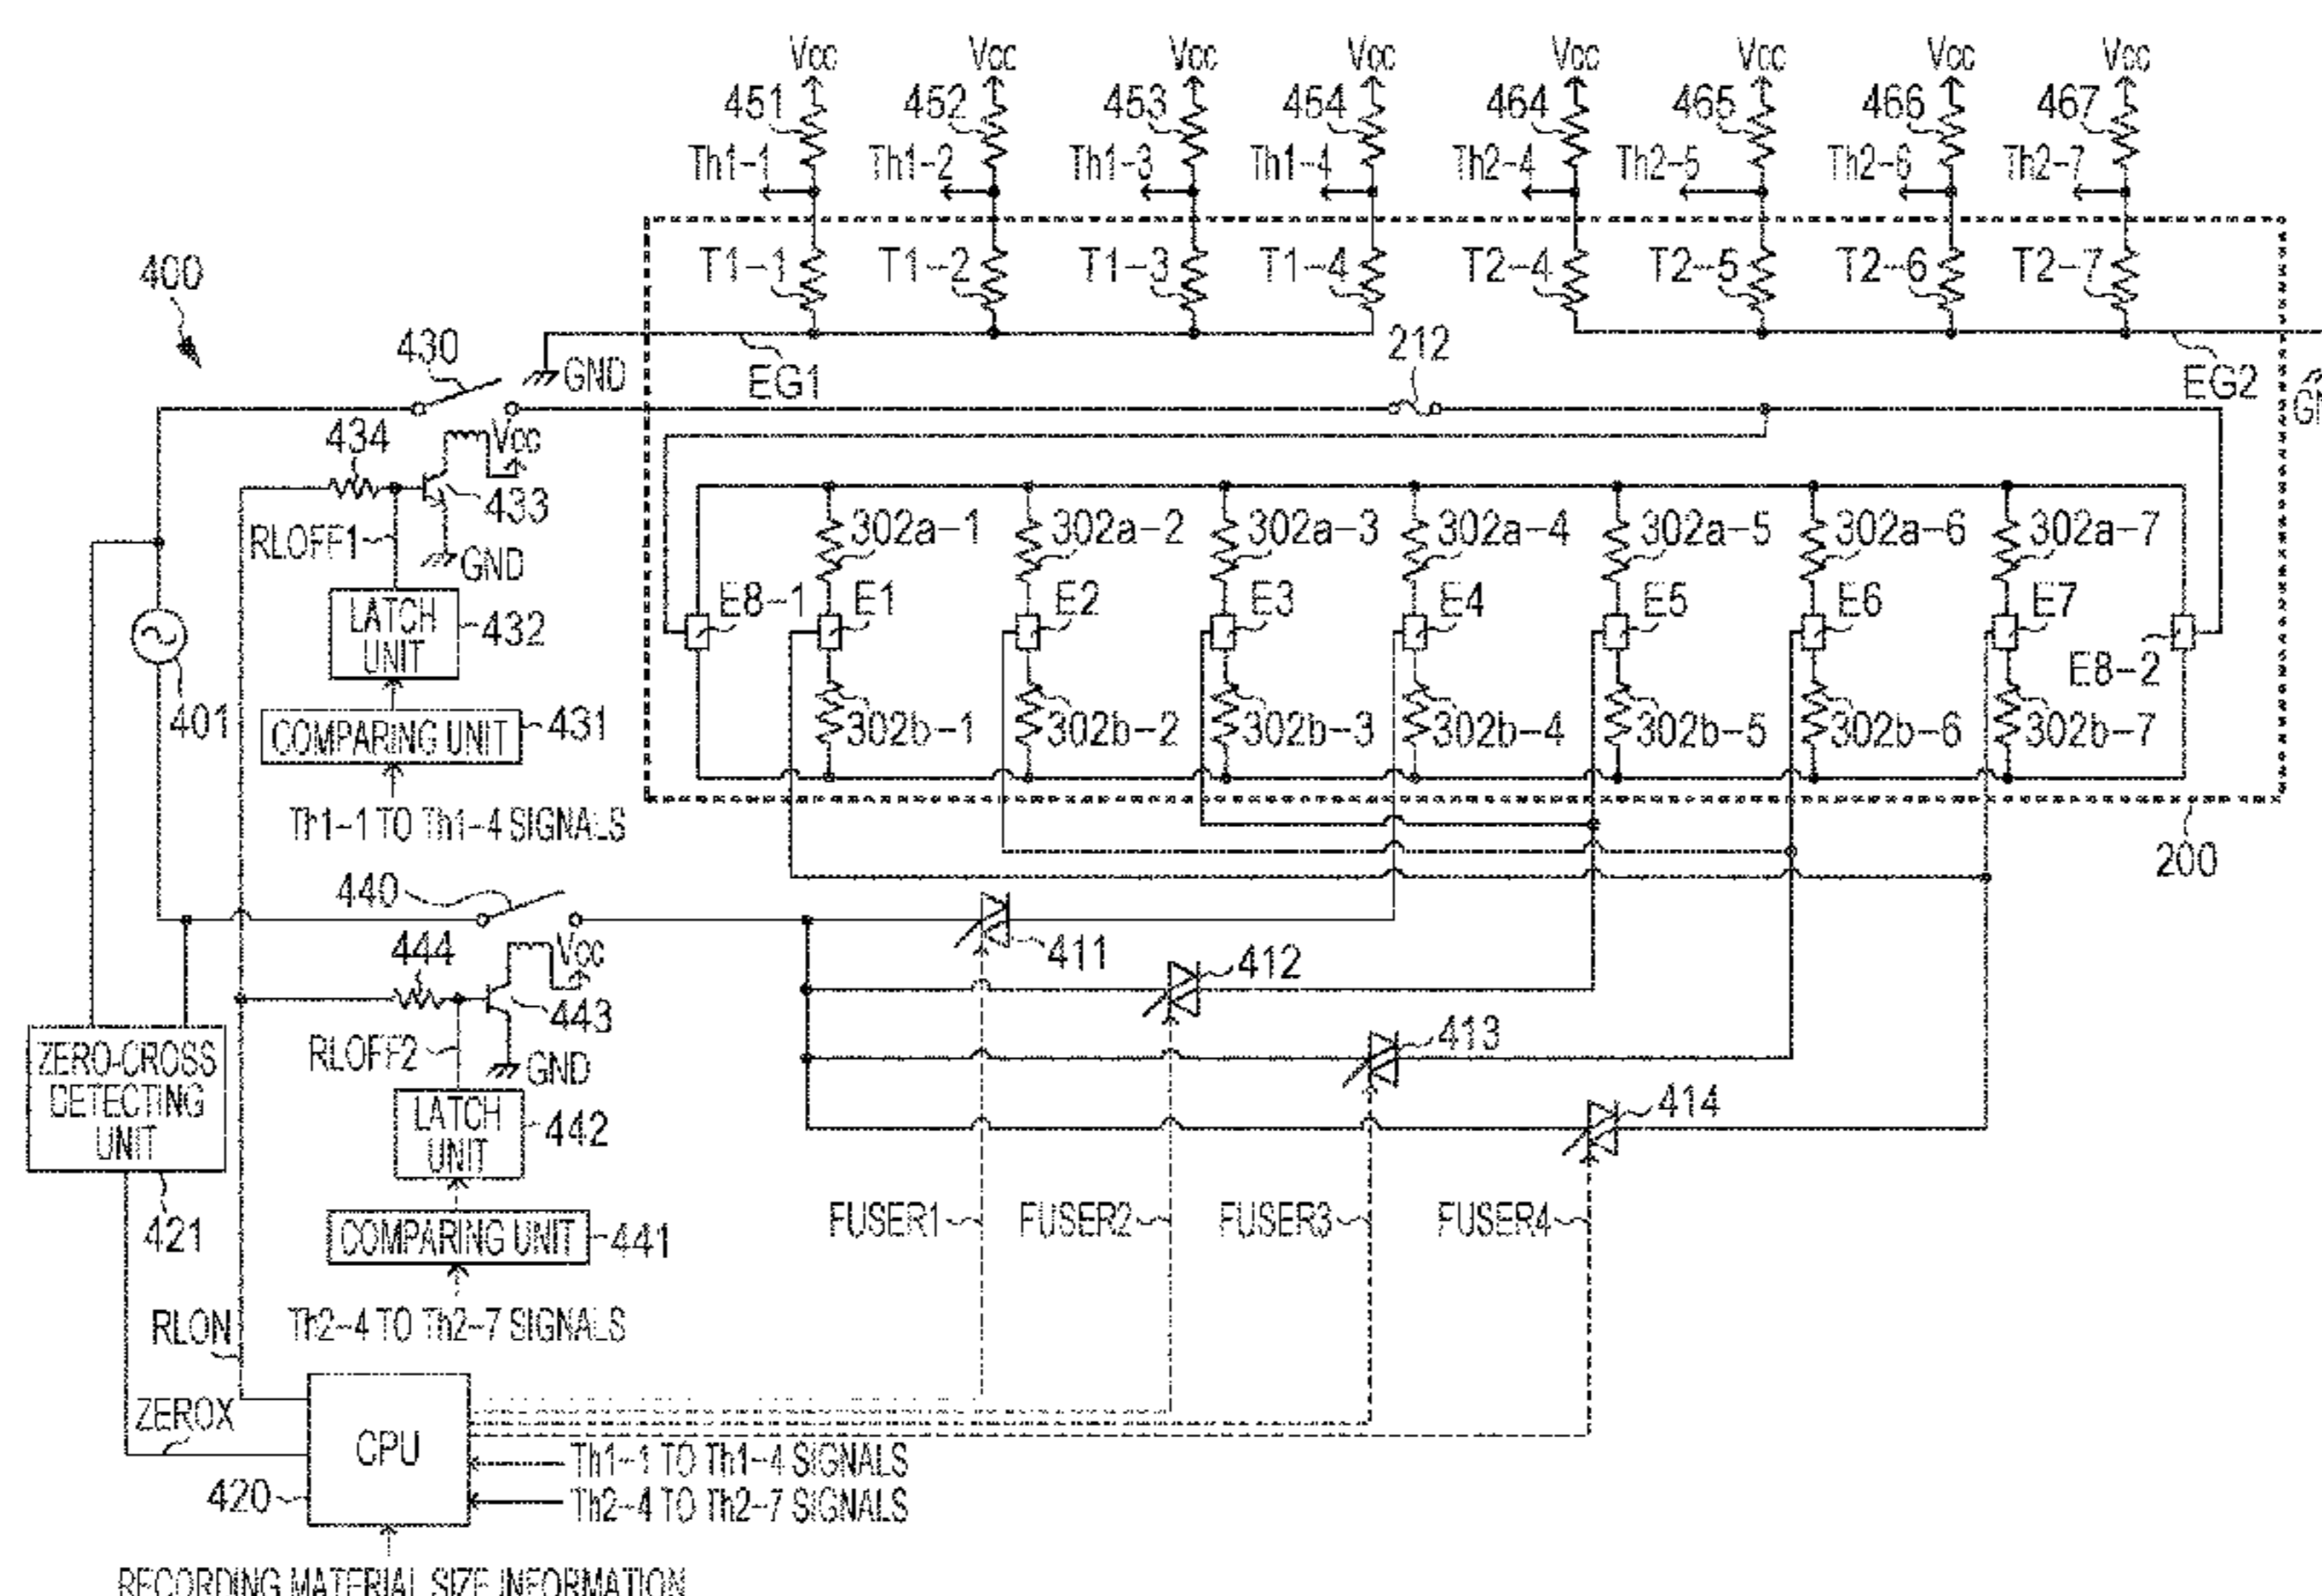 Vcc Vcc Vcc Vcc Vcc Vcc Vcc Vcc
451 452 453 454 464 465 466 467
Th1-1 Th1-2 Th1-3 Th1-4 Th2-4 Th2-5 Th2-6 Th2-7
T1-1 T1-2 T1-3 T1-4 T2-4 T2-5 T2-6 T2-7
400
430
GND
EG1
212
EG2
434
Vcc
433
RLOFF1
GND
302a-1 302a-2 302a-3 302a-4 302a-5 302a-6 302a-7
E8-1 E1 E2 E3 E4 E5 E6 E7
E8-2
LATCH
UNIT
432
401
302b-1 302b-2 302b-3 302b-4 302b-5 302b-6 302b-7
COMPARING UNIT
431
Th1-1 TO Th1-4 SIGNALS
200
440
411
412
413
414
444
Vcc
443
RLOFF2
GND
ZERO-CROSS
DETECTING
UNIT
421
LATCH
UNIT
442
COMPARING UNIT
441
FUSER1 FUSER2 FUSER3 FUSER4
Th2-4 TO Th2-7 SIGNALS
RLON
ZEROX
CPU
420
Th1-1 TO Th1-4 SIGNALS
Th2-4 TO Th2-7 SIGNALS
RECORDING MATERIAL SIZE INFORMATION